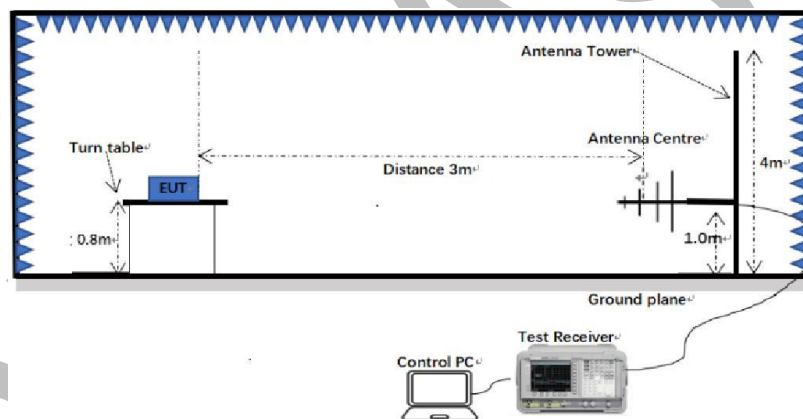 Antenna Tower
Turn table
Antenna Centre
Distance 3m
4m
EUT
: 0.8m
1.0m
Ground plane
Test Receiver
Control PC